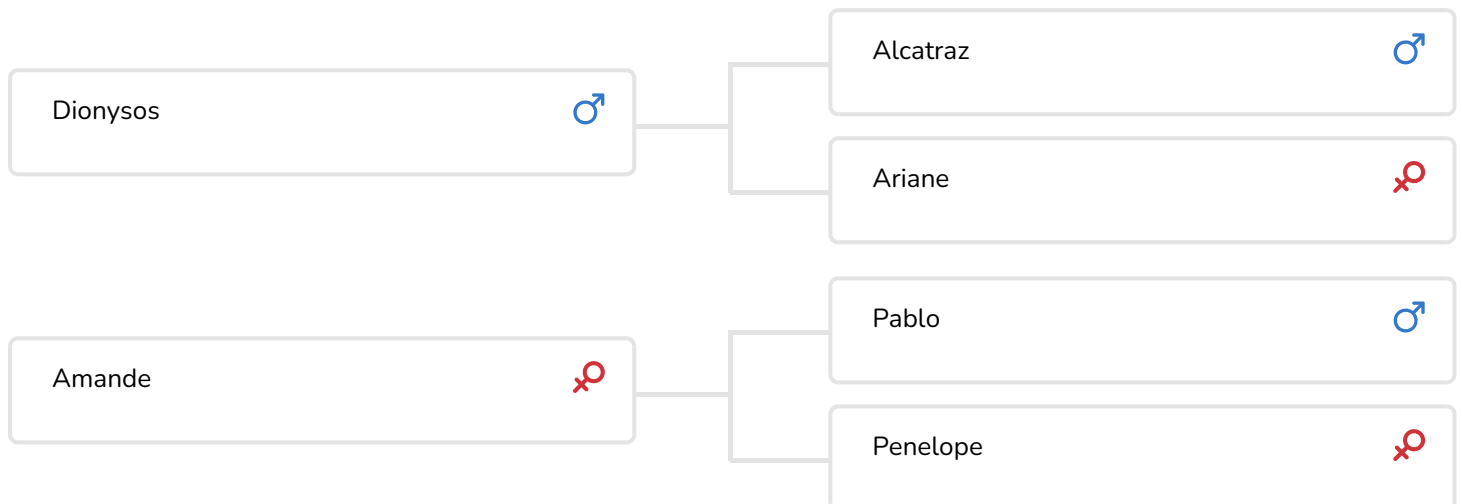 Dionysos
Alcatraz
Ariane
Amande
Pablo
Penelope